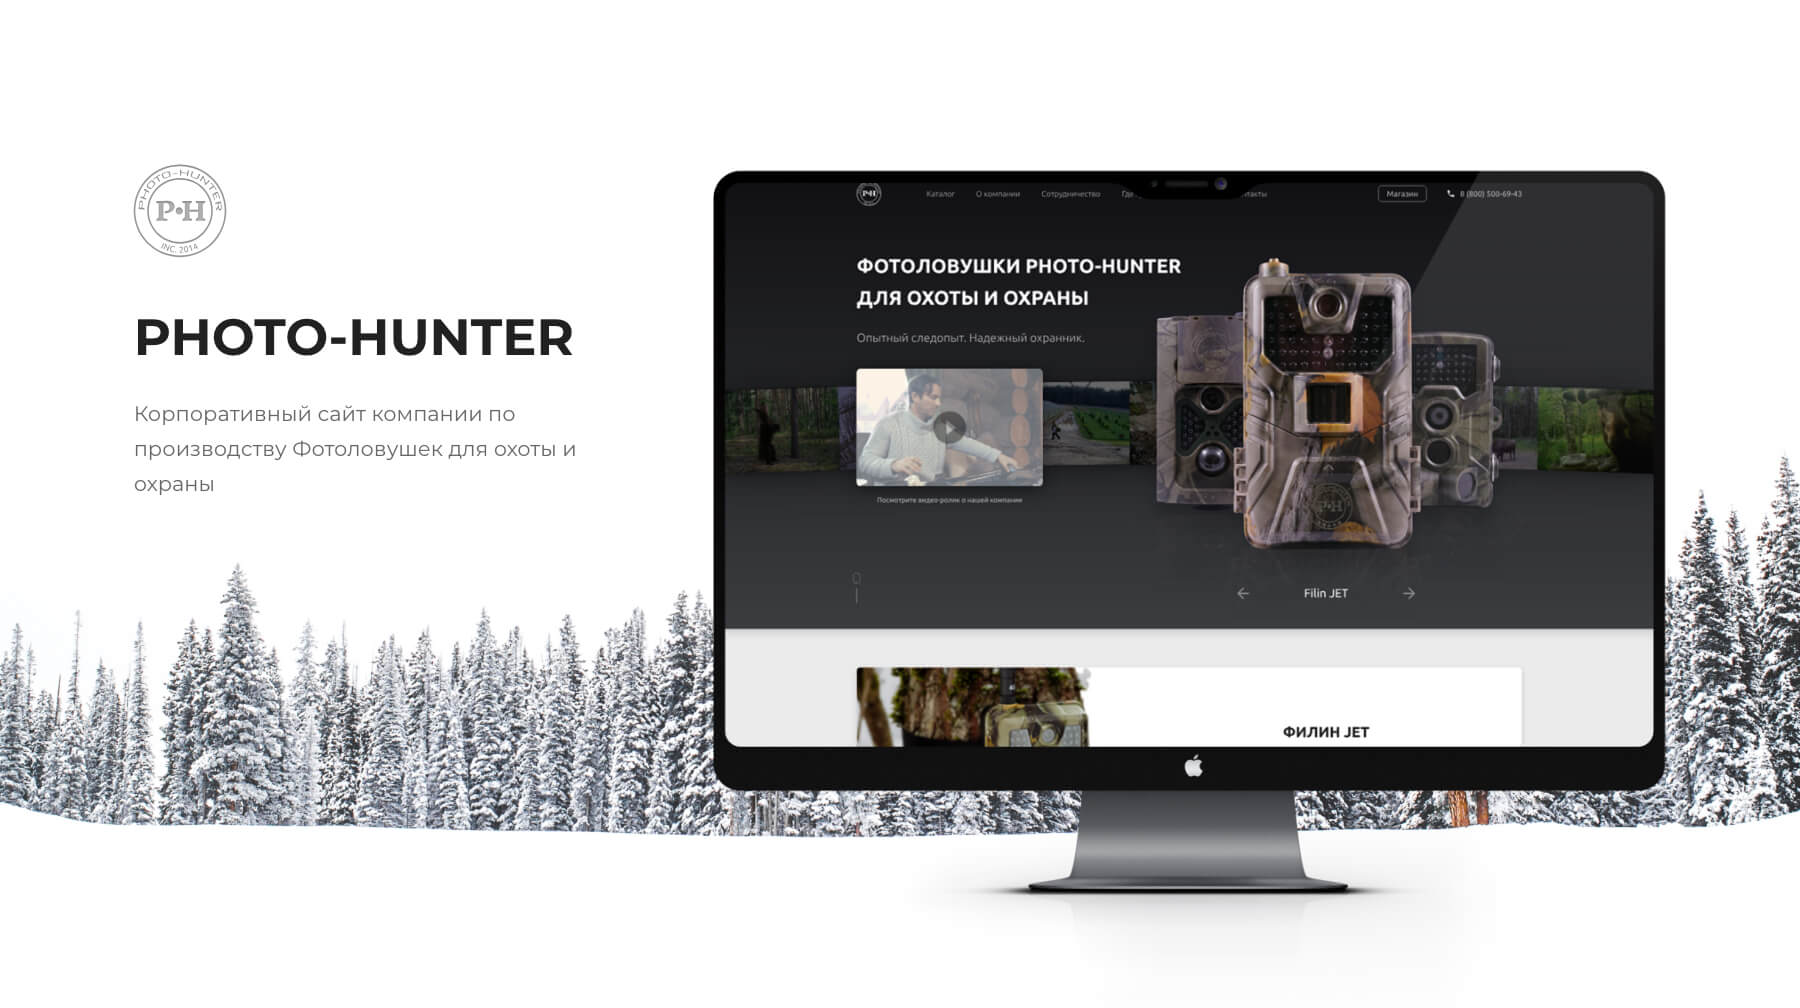 PHOTO-HUNTER
P·H
INC. 2014
PHOTO-HUNTER
Корпоративный сайт компании по
производству Фотоловушек для охоты и
охраны
P·H
Каталог
О компании
Сотрудничество
Где
нтакты
Магазин
8 (800) 500-69-43
ФОТОЛОВУШКИ PHOTO-HUNTER
ДЛЯ ОХОТЫ И ОХРАНЫ
Опытный следопыт. Надежный охранник.
Посмотрите видео-ролик о нашей компании
P·H
Filin JET
ФИЛИН JET